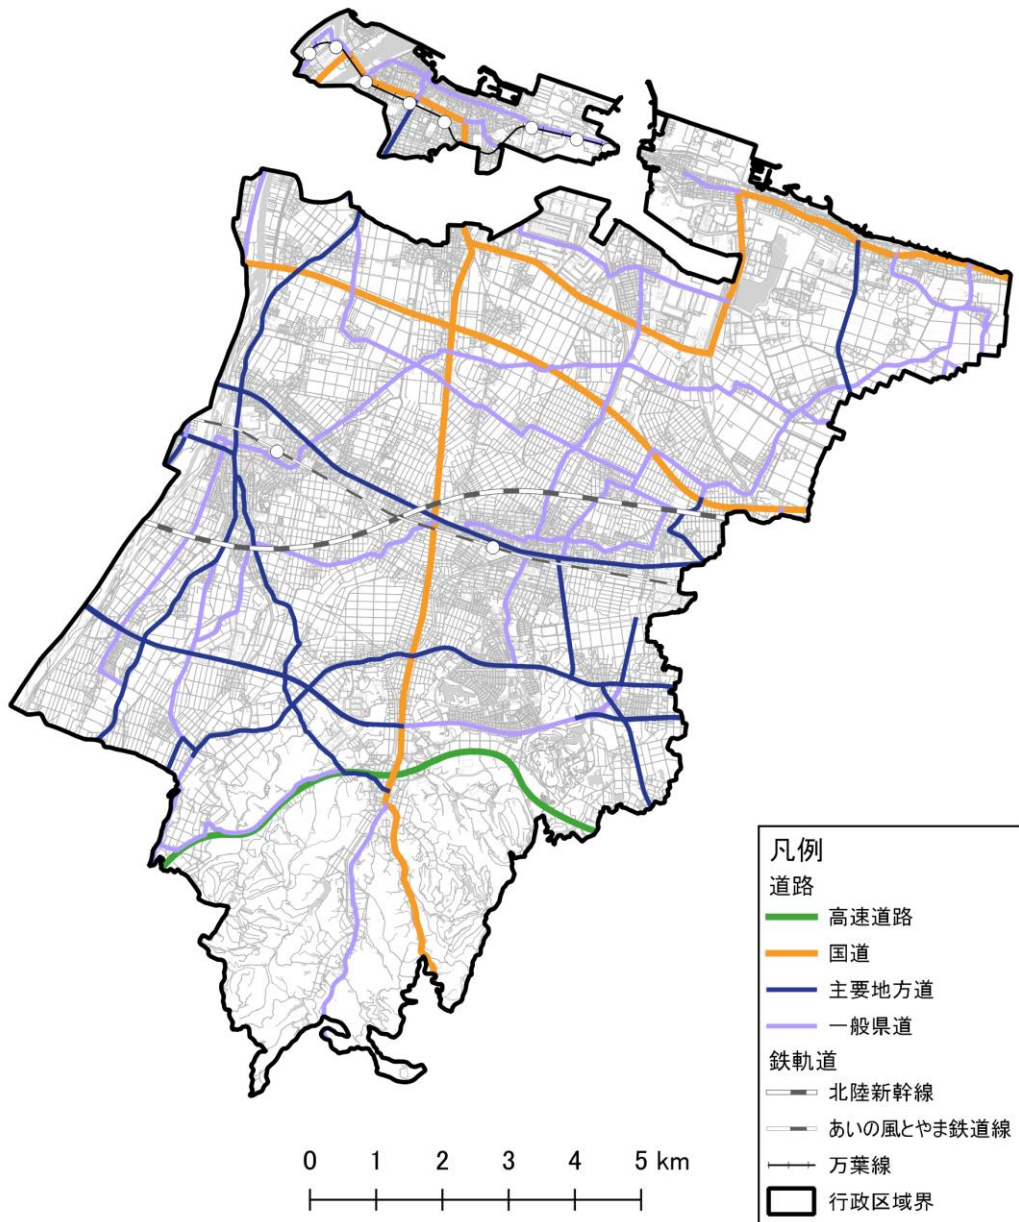 凡例
道路
高速道路
国道
主要地方道
一般県道
鉄軌道
北陸新幹線
あいの風とやま鉄道線
万葉線
行政区域界
0 1 2 3 4 5 km